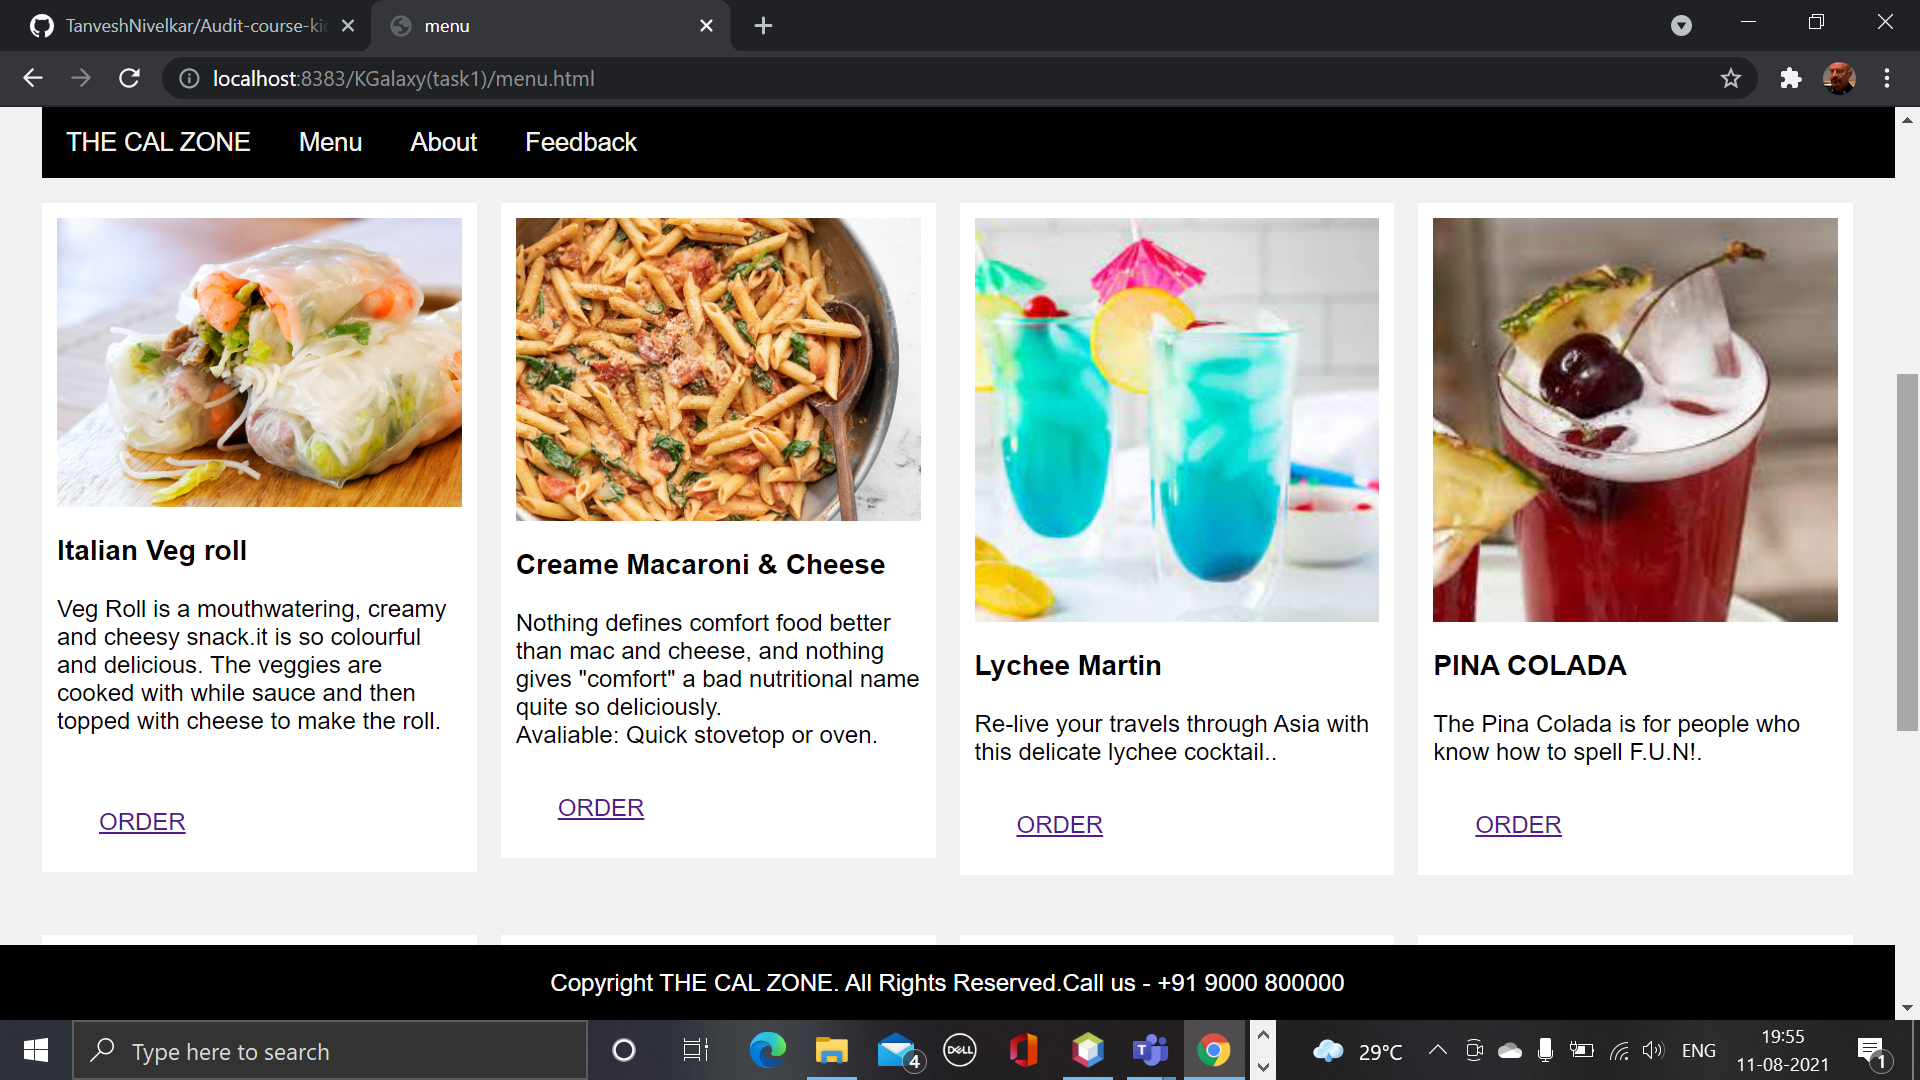 TanveshNivelkar/Audit-course-ki
menu
localhost:8383/KGalaxy(task1)/menu.html
THE CAL ZONE Menu About Feedback
Italian Veg roll
Veg Roll is a mouthwatering, creamy
and cheesy snack.it is so colourful
and delicious. The veggies are
cooked with while sauce and then
topped with cheese to make the roll.
ORDER
Creame Macaroni & Cheese
Nothing defines comfort food better
than mac and cheese, and nothing
gives "comfort" a bad nutritional name
quite so deliciously.
Avaliable: Quick stovetop or oven.
ORDER
Lychee Martin
Re-live your travels through Asia with
this delicate lychee cocktail..
ORDER
PINA COLADA
The Pina Colada is for people who
know how to spell F.U.N!.
ORDER
Copyright THE CAL ZONE. All Rights Reserved.Call us - +91 9000 800000
Type here to search
4
DELL
29°C
ENG
19:55
11-08-2021
1